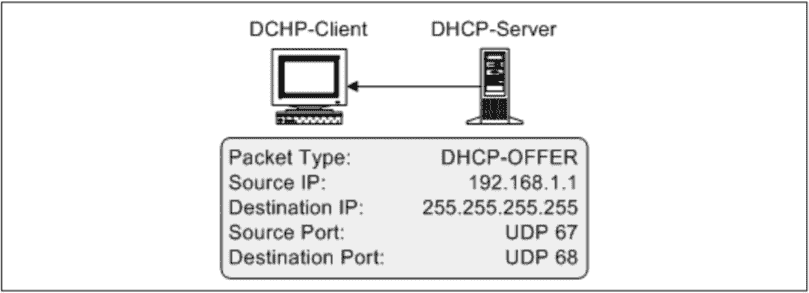 DCHP-Client DHCP-Server
Packet Type: DHCP-OFFER
Source IP: 192.168.1.1
Destination IP: 255.255.255.255
Source Port: UDP 67
Destination Port: UDP 68